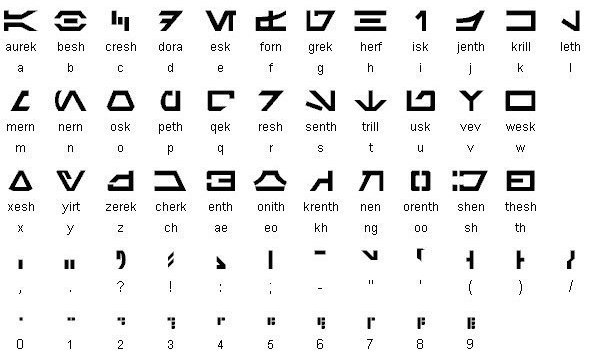 aurek besh cresh dora esk forn grek herf isk jenth krill leth
a b c d e f g h i j k l
mern nern osk peth qek resh senth trill usk vev wesk
m n o p q r s t u v w
xesh yirt zerek cherk enth onith krenth nen orenth shen thesh
x y z ch ae eo kh ng oo sh th
, . ? ! : ; - " ' ( ) /
0 1 2 3 4 5 6 7 8 9